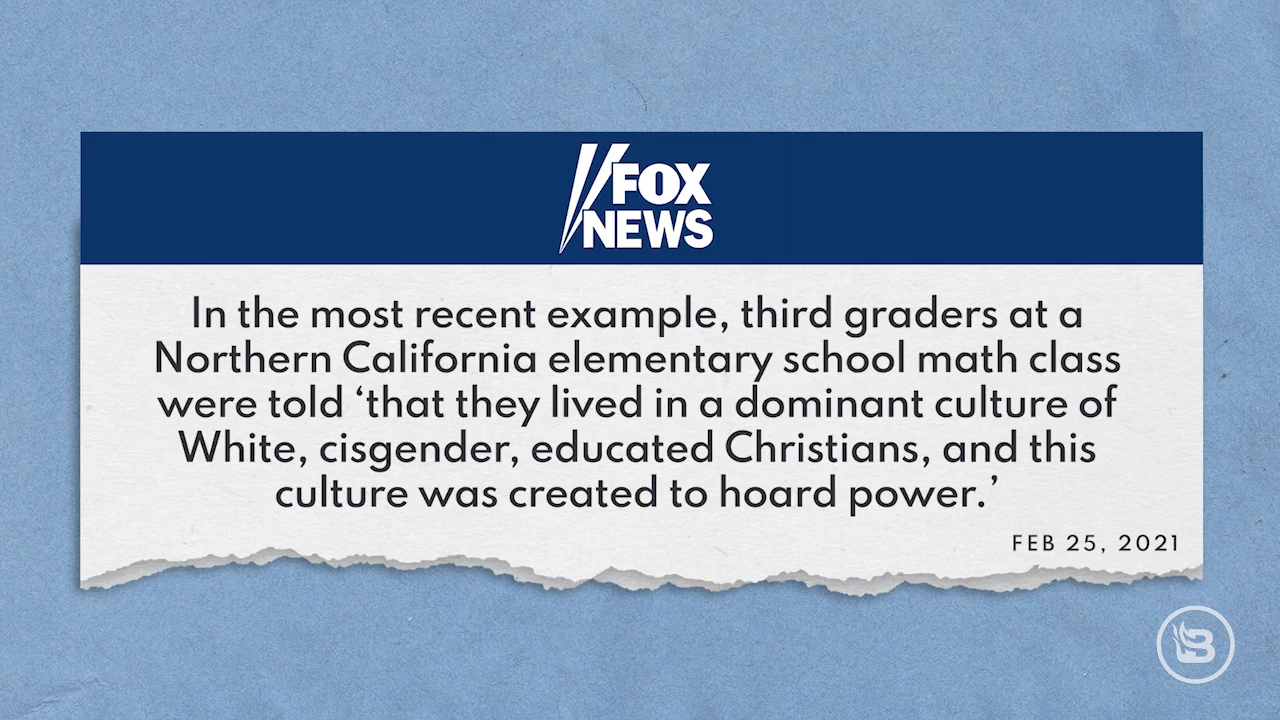 FOX
NEWS
In the most recent example, third graders at a
Northern California elementary school math class
were told ‘that they lived in a dominant culture of
White, cisgender, educated Christians, and this
culture was created to hoard power.’
FEB 25, 2021
B